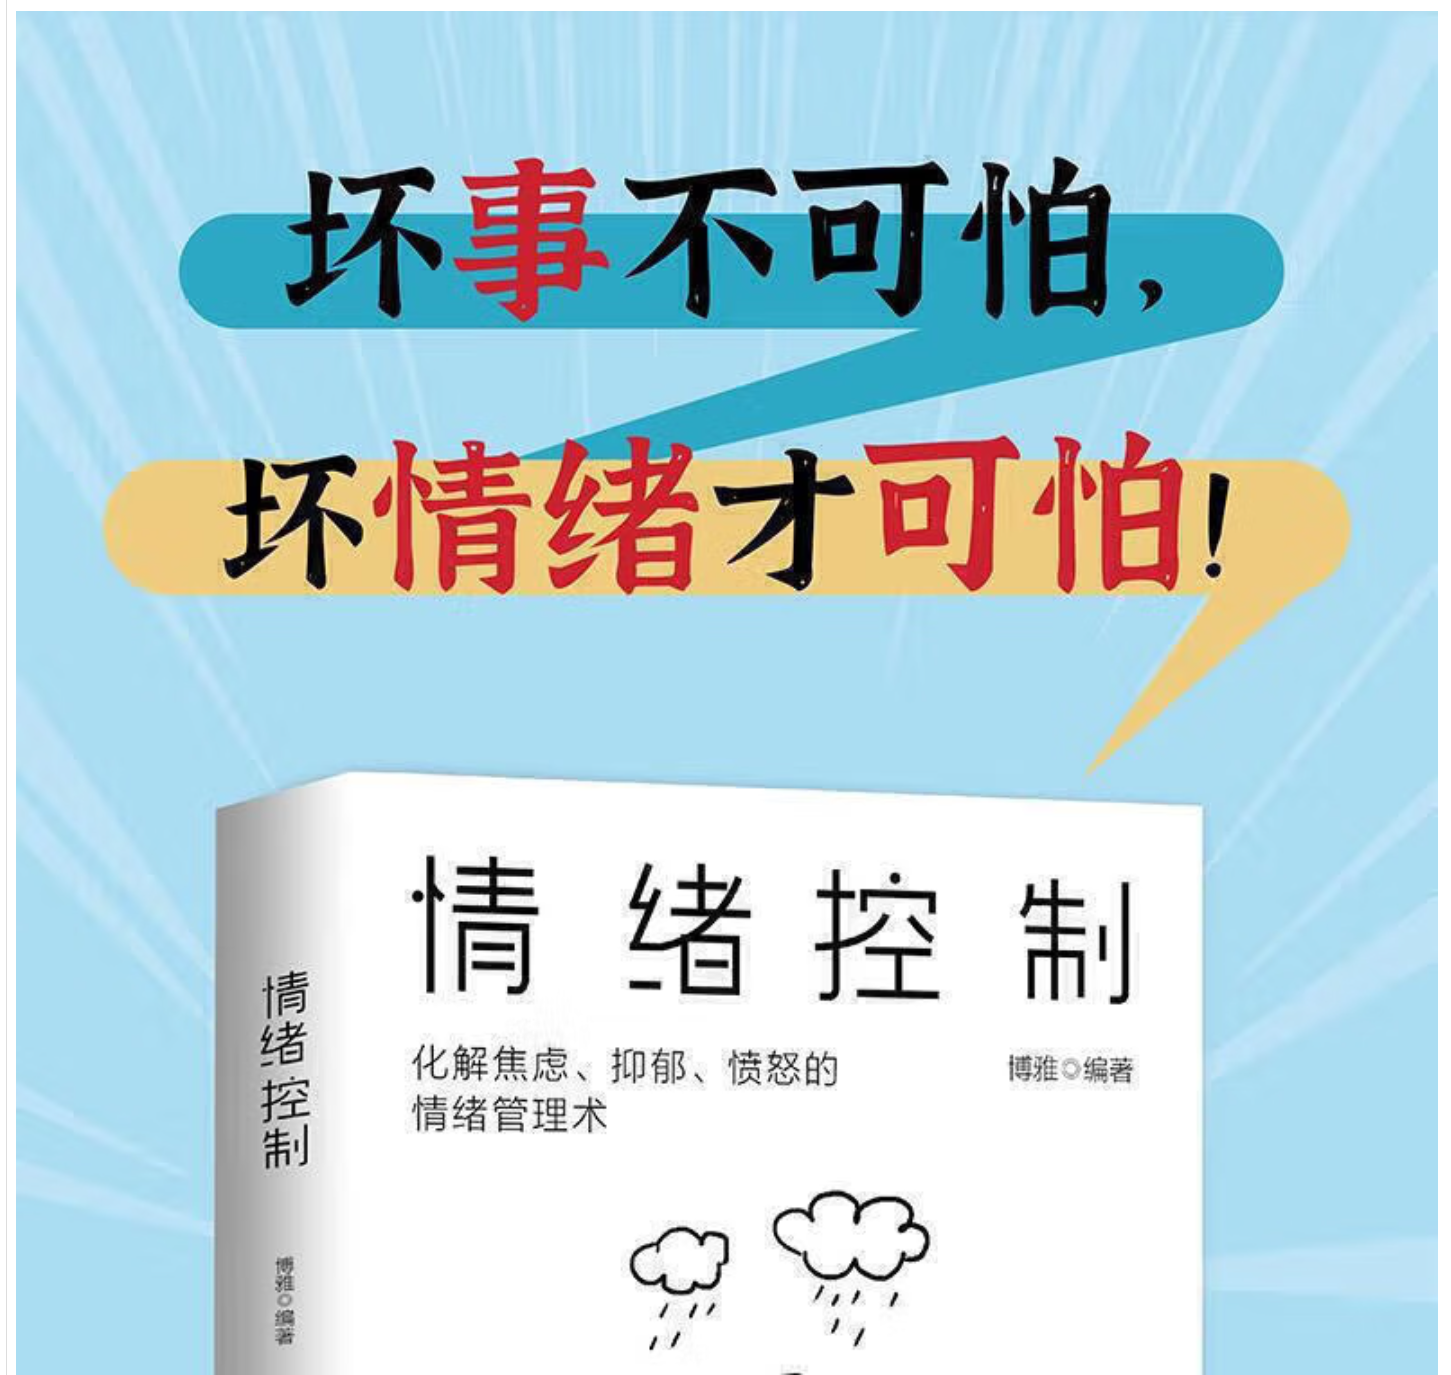 坏事不可怕,
坏情绪才可怕!
情绪控制
化解焦虑、抑郁、愤怒的
情绪管理术
博雅◎编著
情绪控制
博雅◎编著